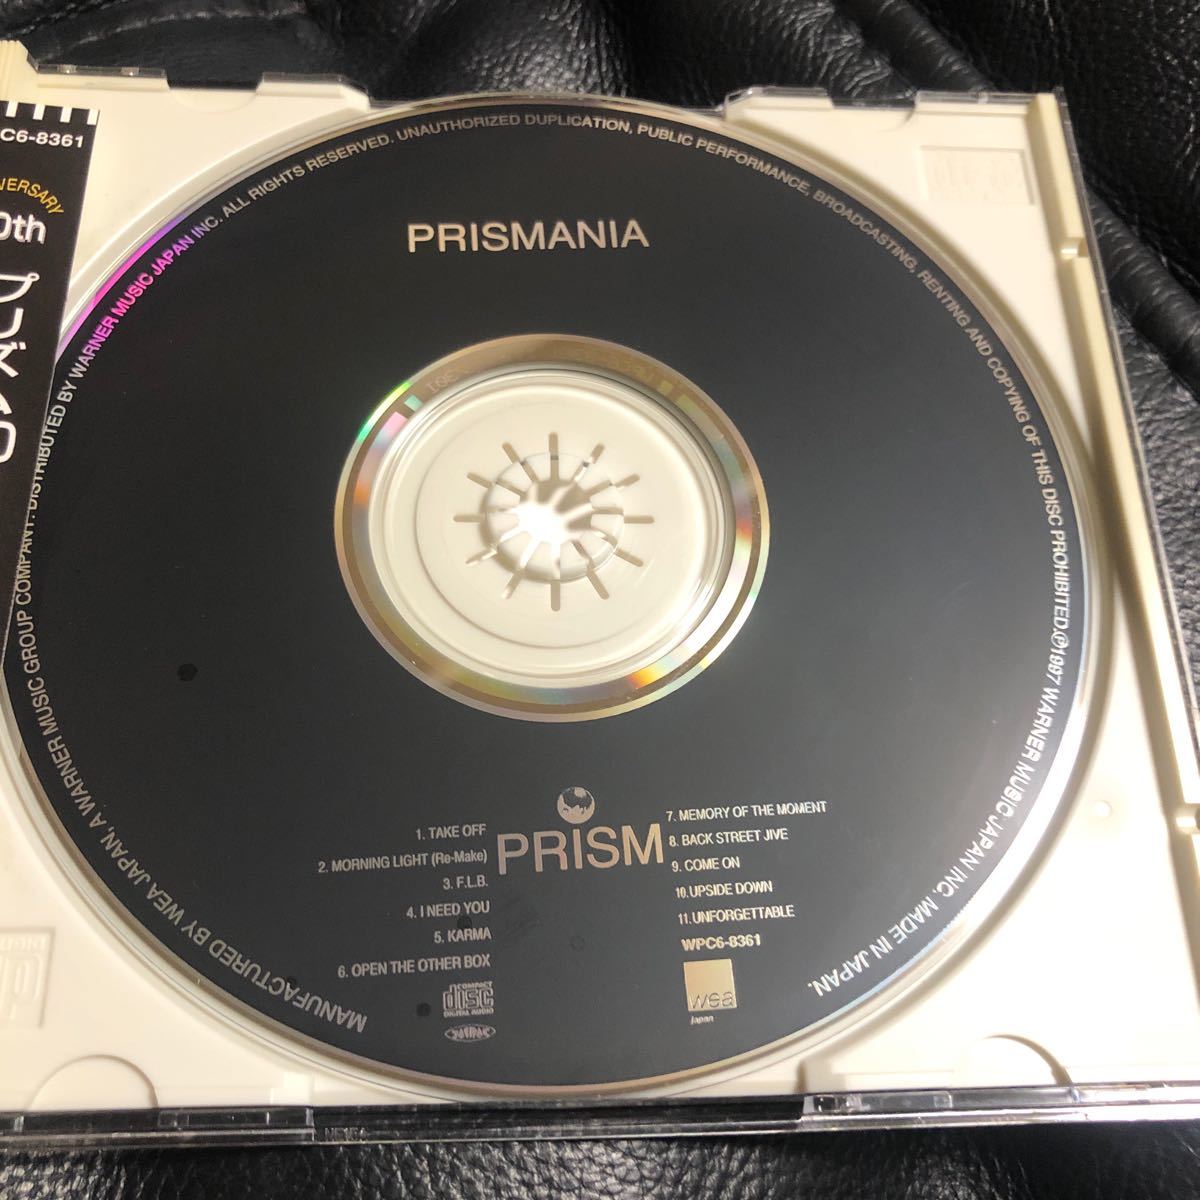 C6-8361
0th
PRISMANIA
MANUFACTURED BY WEA JAPAN, A WARNER MUSIC GROUP COMPANY. DISTRIBUTED BY WARNER MUSIC JAPAN INC. ALL RIGHTS RESERVED. UNAUTHORIZED DUPLICATION, PUBLIC PERFORMANCE, BROADCASTING, RENTING AND COPYING OF THIS DISC PROHIBITED. ℗1997 WARNER MUSIC JAPAN INC. MADE IN JAPAN.
PRISM
1. TAKE OFF
2. MORNING LIGHT (Re-Make)
3. F.L.B.
4. I NEED YOU
5. KARMA
6. OPEN THE OTHER BOX
7. MEMORY OF THE MOMENT
8. BACK STREET JIVE
9. COME ON
10. UPSIDE DOWN
11. UNFORGETTABLE
WPC6-8361
COMPACT
disc
DIGITAL AUDIO
wea
japan